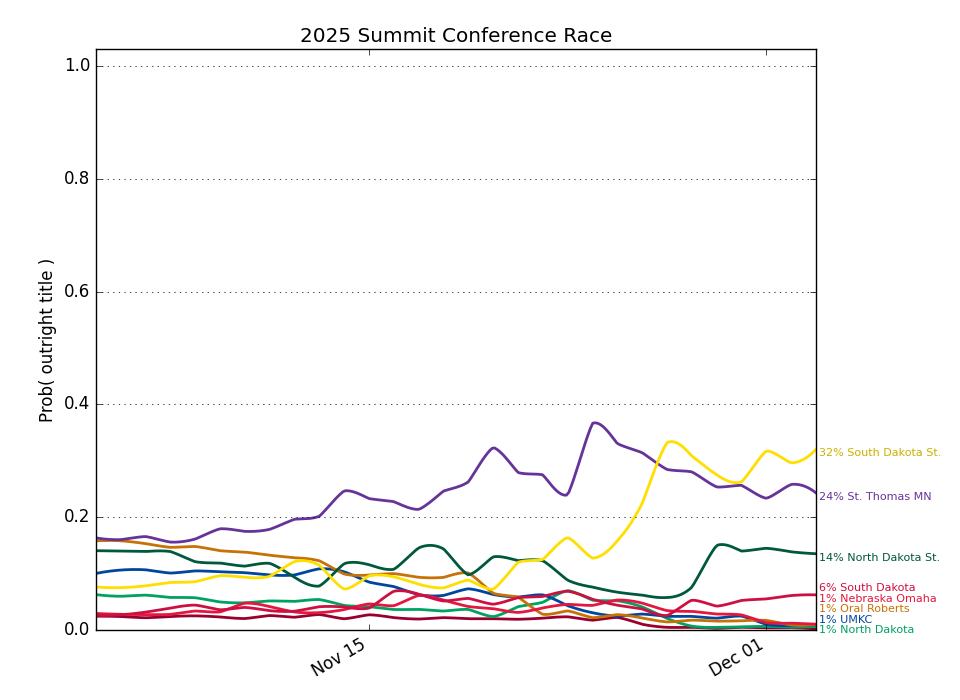 2025 Summit Conference Race
Prob( outright title )
1.0
0.8
0.6
0.4
0.2
0.0
Nov 15
Dec 01
32% South Dakota St.
24% St. Thomas MN
14% North Dakota St.
6% South Dakota
1% Nebraska Omaha
1% Oral Roberts
1% UMKC
1% North Dakota